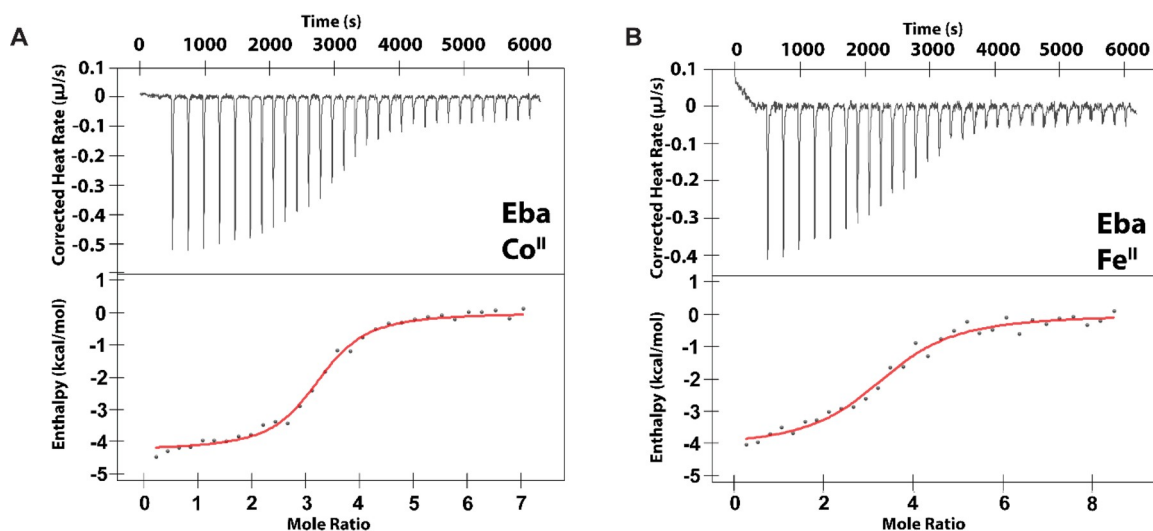 A
Time (s)
0 1000 2000 3000 4000 5000 6000
Corrected Heat Rate (µJ/s)
0.1
0
-0.1
-0.2
-0.3
-0.4
-0.5
Eba
Co^II
Enthalpy (kcal/mol)
1
0
-1
-2
-3
-4
-5
0 1 2 3 4 5 6 7
Mole Ratio
B
Time (s)
0 1000 2000 3000 4000 5000 6000
Corrected Heat Rate (µJ/s)
0.1
0
-0.1
-0.2
-0.3
-0.4
Eba
Fe^II
Enthalpy (kcal/mol)
1
0
-1
-2
-3
-4
-5
0 2 4 6 8
Mole Ratio